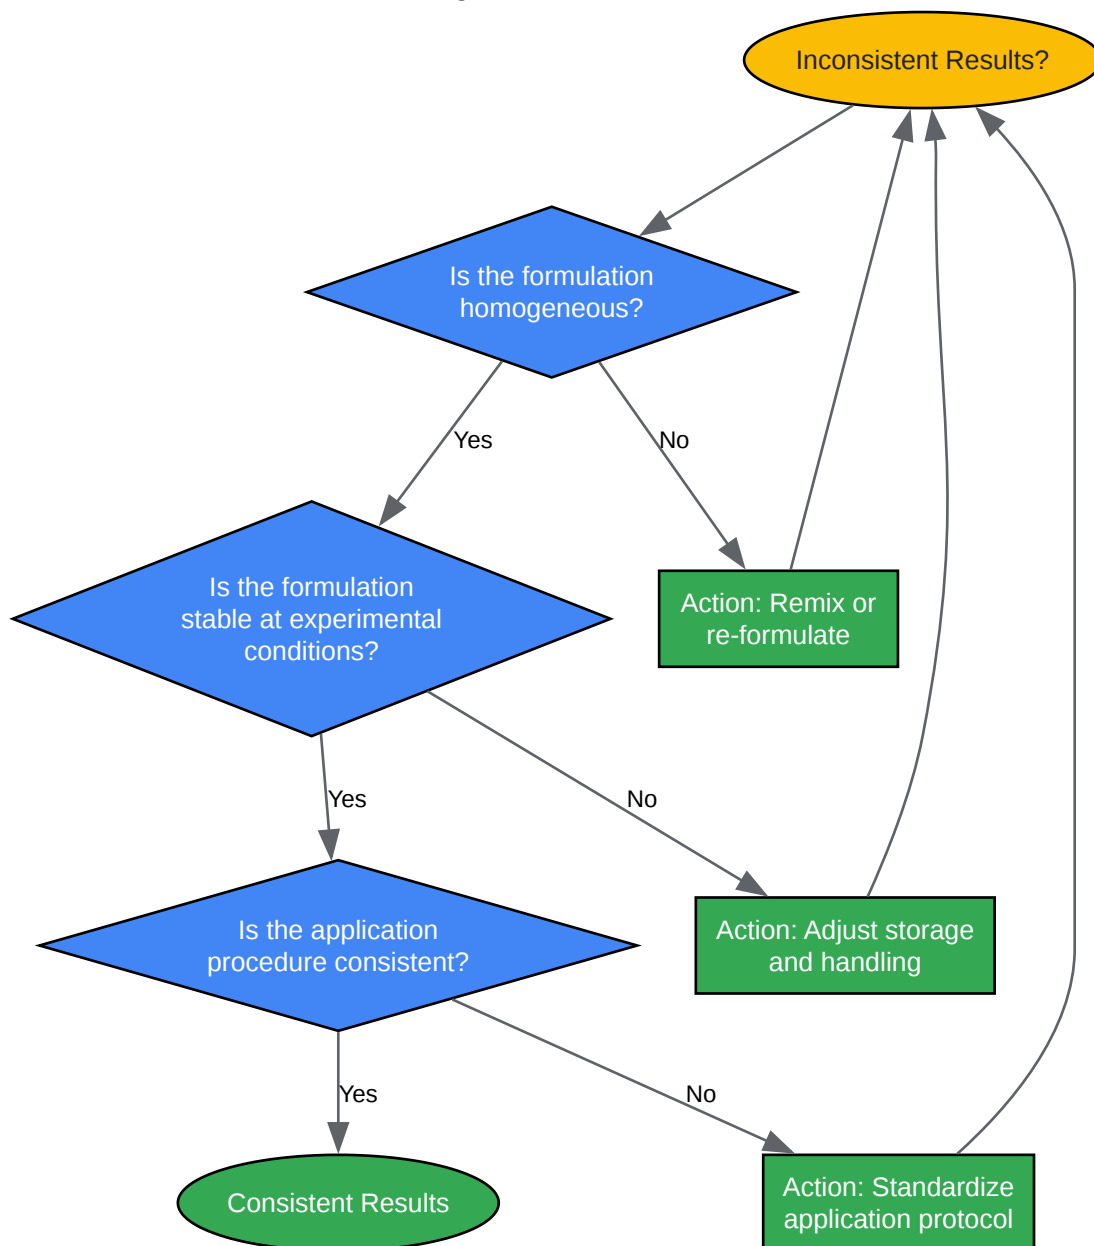 Inconsistent Results?
Is the formulation
homogeneous?
Yes
No
Is the formulation
stable at experimental
conditions?
Action: Remix or
re-formulate
Yes
No
Is the application
procedure consistent?
Action: Adjust storage
and handling
Yes
No
Consistent Results
Action: Standardize
application protocol